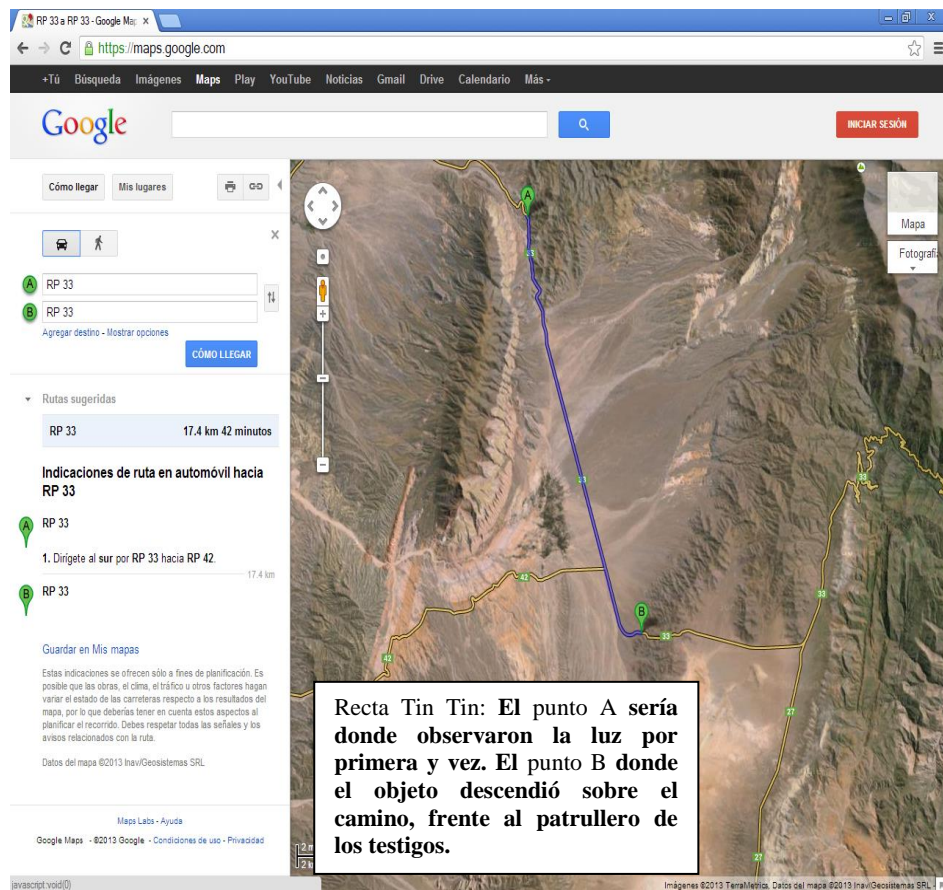 RP 33 a RP 33 - Google Map
https://maps.google.com
+Tú Búsqueda Imágenes Maps Play YouTube Noticias Gmail Drive Calendario Más
Google
INICIAR SESIÓN
Cómo llegar Mis lugares
Mapa
Fotografí
A RP 33
B RP 33
Agregar destino - Mostrar opciones
CÓMO LLEGAR
Rutas sugeridas
RP 33 17.4 km 42 minutos
Indicaciones de ruta en automóvil hacia
RP 33
A RP 33
1. Dirígete al sur por RP 33 hacia RP 42.
17.4 km
B RP 33
Guardar en Mis mapas
Estas indicaciones se ofrecen sólo a fines de planificación. Es
posible que las obras, el clima, el tráfico u otros factores hagan
variar el estado de las carreteras respecto a los resultados del
mapa, por lo que deberías tener en cuenta estos aspectos al
planificar el recorrido. Debes respetar todas las señales y los
avisos relacionados con la ruta.
Datos del mapa ©2013 Inav/Geosistemas SRL
Maps Labs - Ayuda
Google Maps - ©2013 Google - Condiciones de uso - Privacidad
javascript:void(0)
A
33
33
42
B
33
33
33
42
27
27
Recta Tin Tin: El punto A sería
donde observaron la luz por
primera y vez. El punto B donde
el objeto descendió sobre el
camino, frente al patrullero de
los testigos.
Imágenes ©2013 TerraMetrics, Datos del mapa ©2013 Inav/Geosistemas SRL